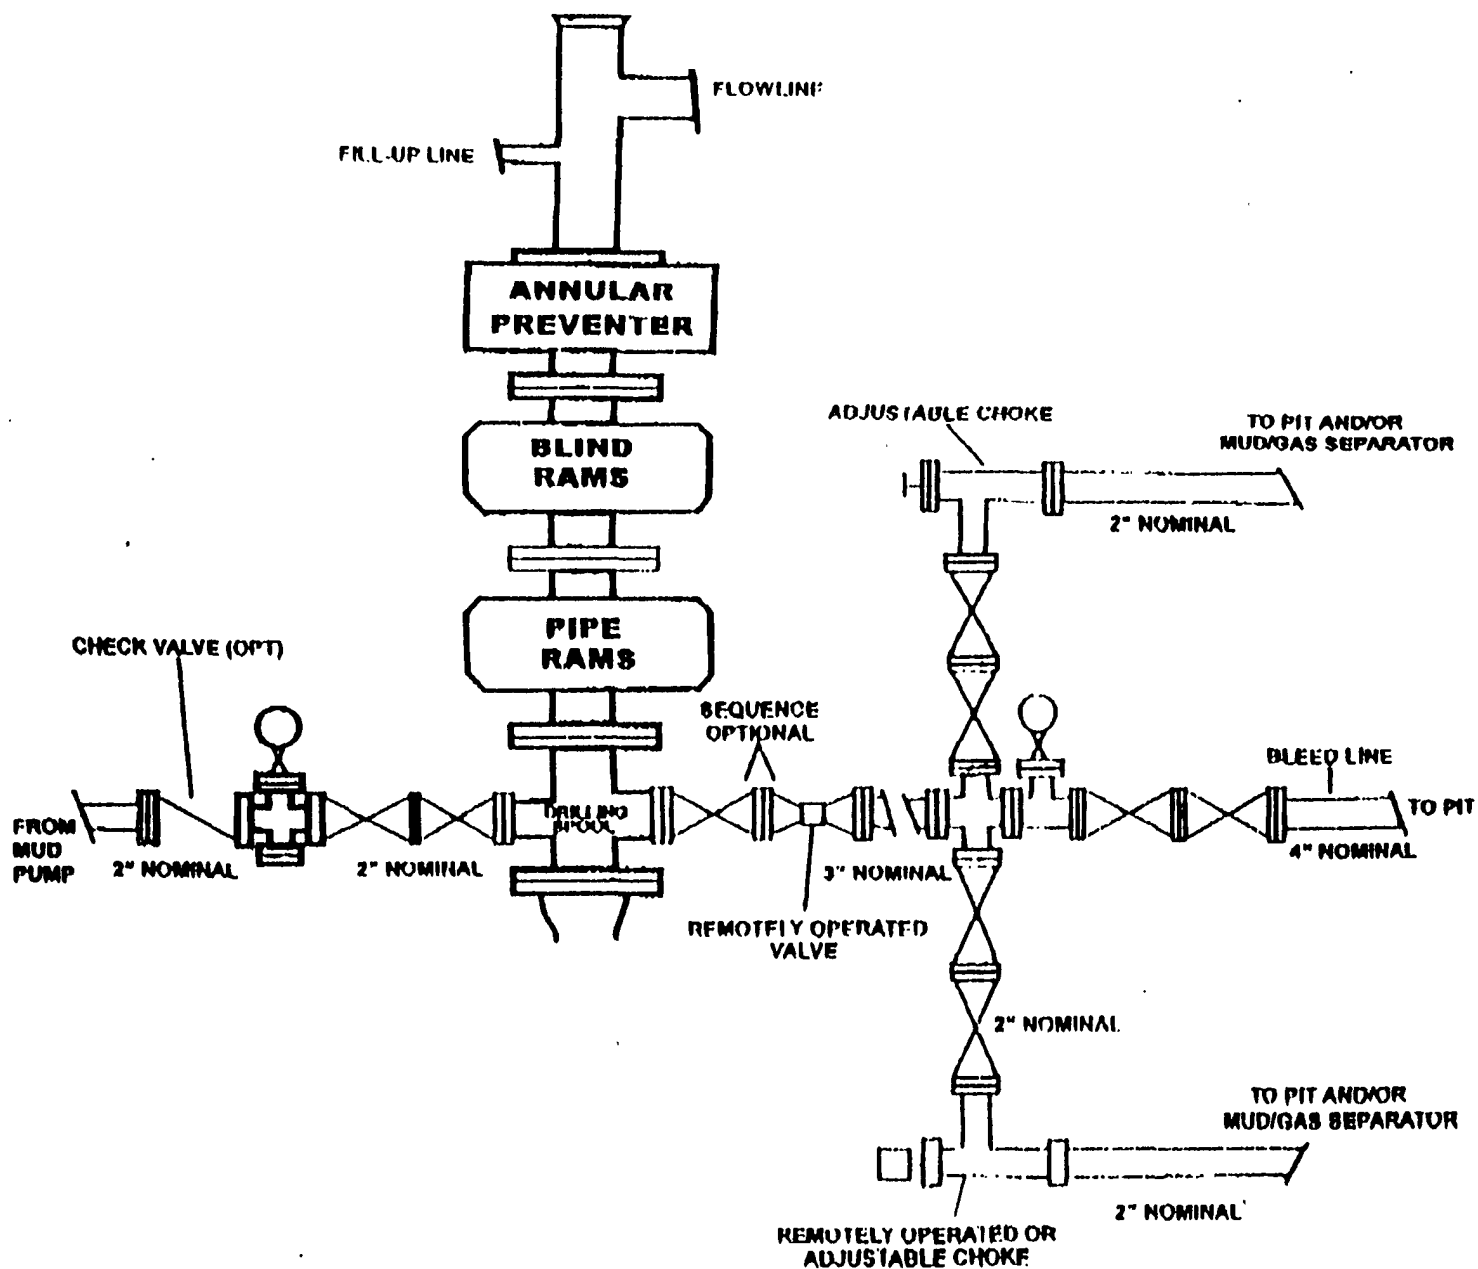 FLOWLINE
FILL-UP LINE
ANNULAR
PREVENTER
ADJUSTABLE CHOKE
TO PIT AND/OR
MUD/GAS SEPARATOR
BLIND
RAMS
2" NOMINAL
PIPE
RAMS
CHECK VALVE (OPT)
SEQUENCE
OPTIONAL
BLEED LINE
FROM
MUD
PUMP
2" NOMINAL
2" NOMINAL
DRILLING
SPOOL
3" NOMINAL
TO PIT
4" NOMINAL
REMOTELY OPERATED
VALVE
2" NOMINAL
TO PIT AND/OR
MUD/GAS SEPARATOR
2" NOMINAL
REMOTELY OPERATED OR
ADJUSTABLE CHOKE